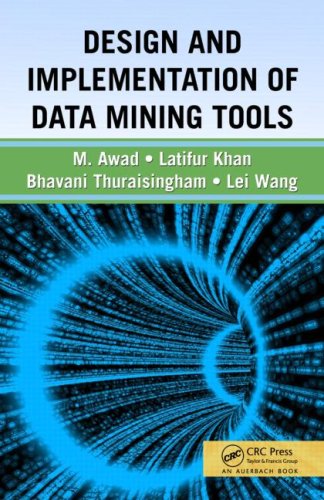 DESIGN AND
IMPLEMENTATION OF
DATA MINING TOOLS
M. Awad • Latifur Khan
Bhavani Thuraisingham • Lei Wang
CRC
CRC Press
Taylor & Francis Group
AN AUERBACH BOOK